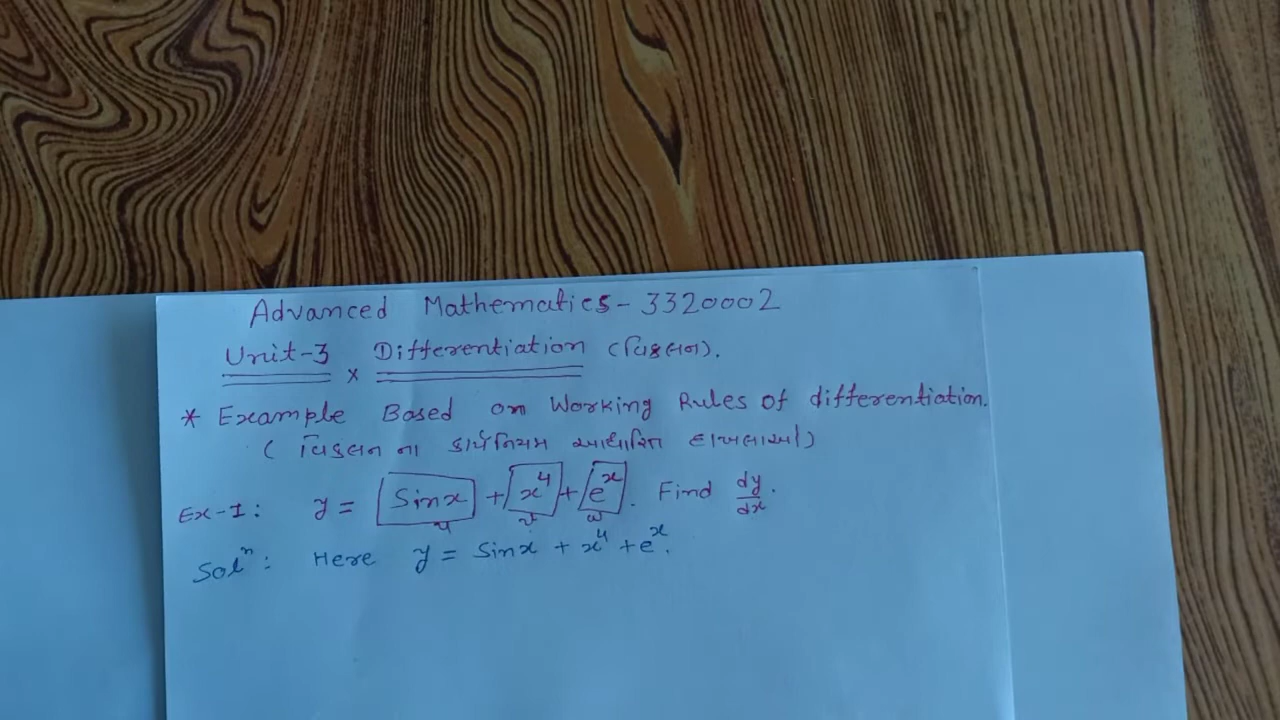 Advanced Mathematics - 3320002
Unit-3 x Differentiation (વિકલન).
* Example Based on Working Rules of differentiation.
( વિકલન ના કાર્યનિયમ આધારિત દાખલાઓ)
Ex-1: y = sinx + x⁴ + eˣ. Find dy/dx.
u v w
Solⁿ: Here y = sinx + x⁴ + eˣ.